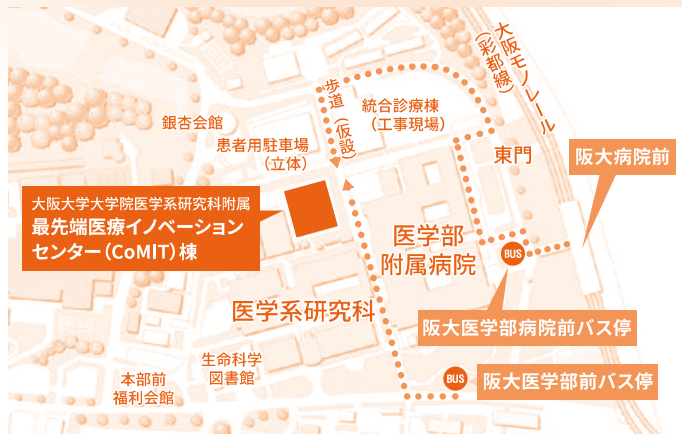 大阪モノレール
（彩都線）
歩道（仮設）
統合診療棟
（工事現場）
銀杏会館
患者用駐車場
（立体）
東門
阪大病院前
大阪大学大学院医学系研究科附属
最先端医療イノベーション
センター（CoMIT）棟
医学部
附属病院
BUS
医学系研究科
阪大医学部病院前バス停
生命科学
図書館
本部前
福利会館
BUS
阪大医学部前バス停